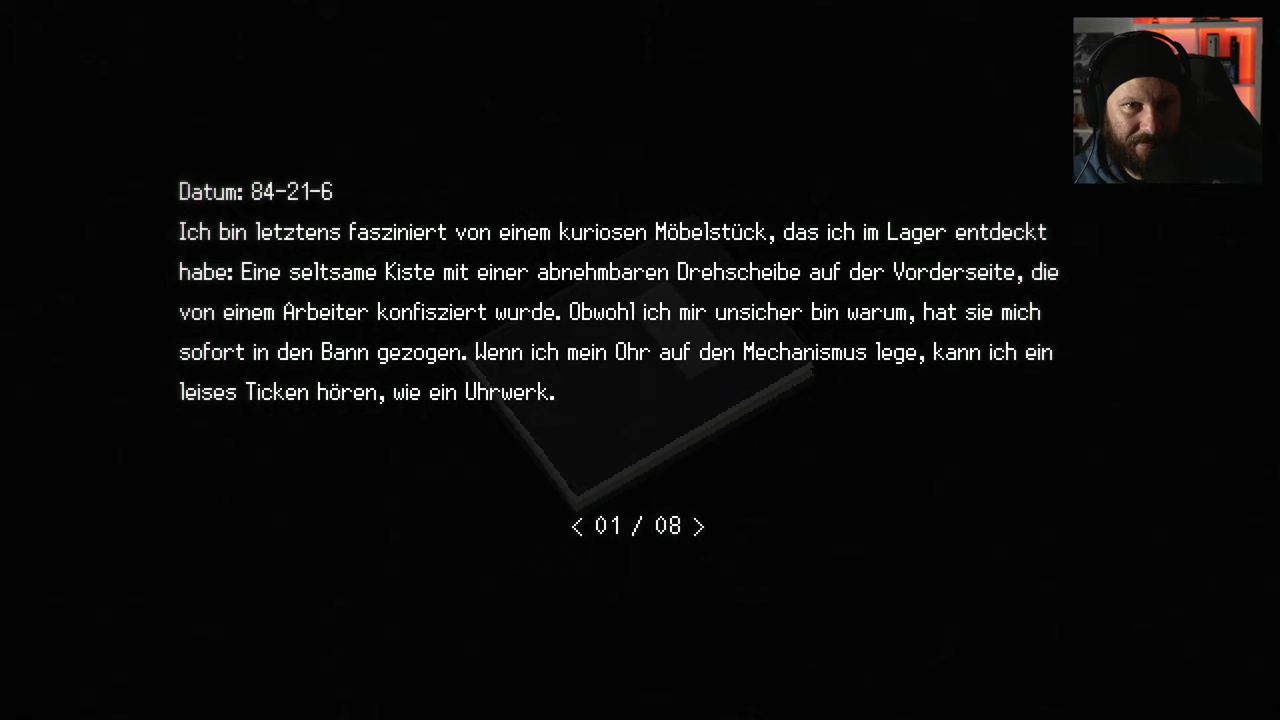 Datum: 84-21-6
Ich bin letztens fasziniert von einem kuriosen Möbelstück, das ich im Lager entdeckt
habe: Eine seltsame Kiste mit einer abnehmbaren Drehscheibe auf der Vorderseite, die
von einem Arbeiter konfisziert wurde. Obwohl ich mir unsicher bin warum, hat sie mich
sofort in den Bann gezogen. Wenn ich mein Ohr auf den Mechanismus lege, kann ich ein
leises Ticken hören, wie ein Uhrwerk.
< 01 / 08 >